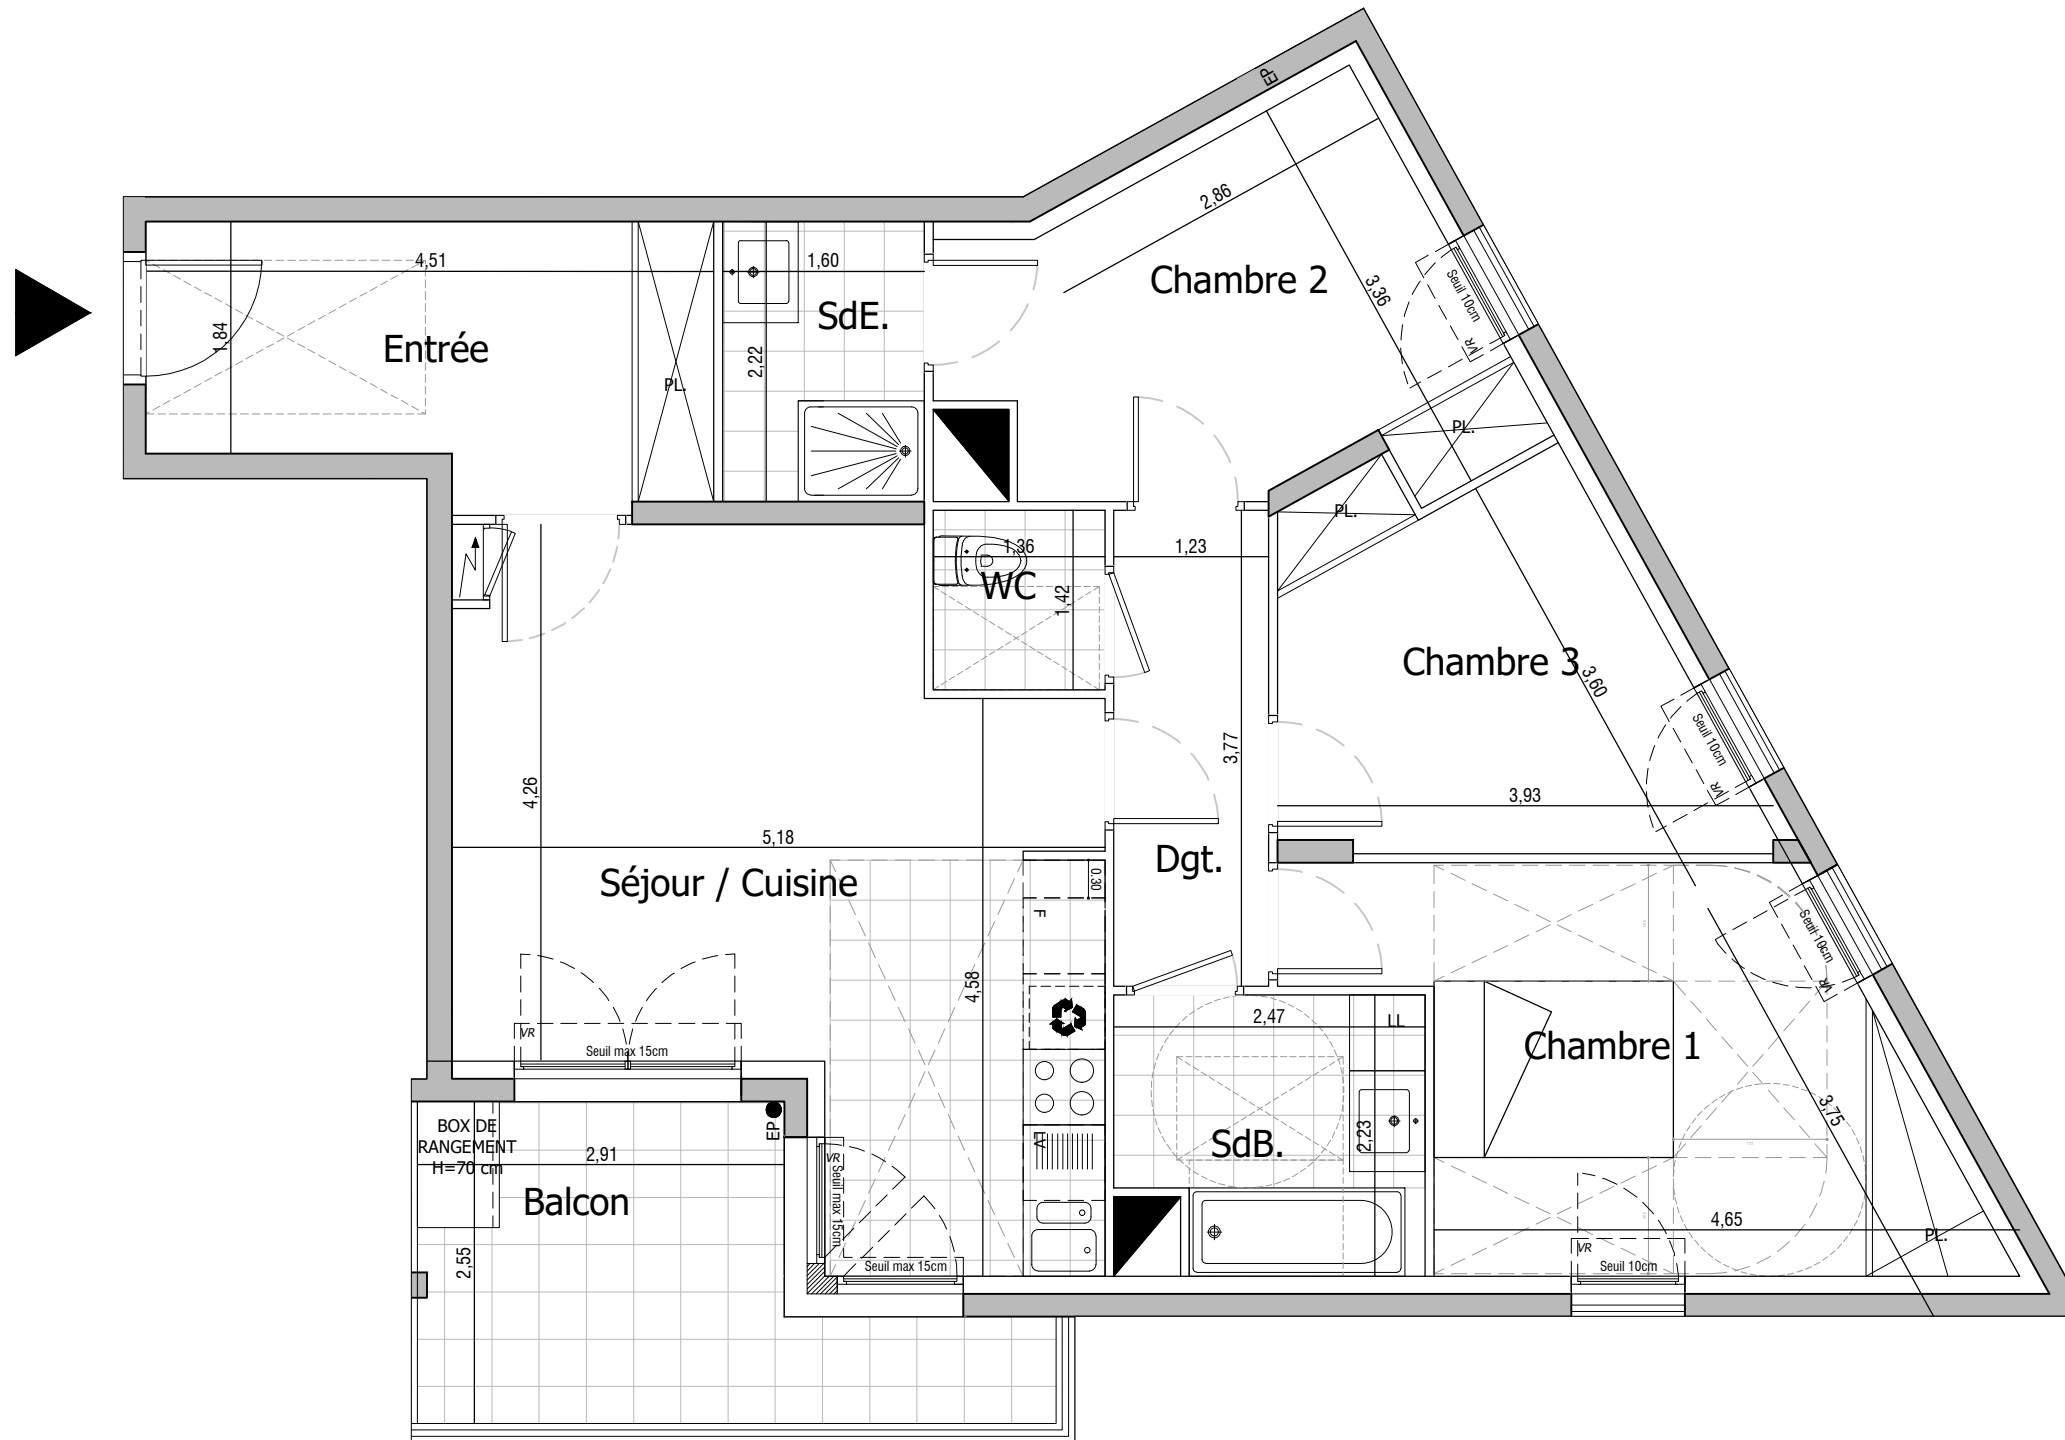 EP
2,86
4,51
1,60
Chambre 2
3,36
Seuil 10cm
VR
SdE.
1,84
Entrée
2,22
PL.
PL.
PL.
1,36
1,23
WC
1,42
Chambre 3
3,60
Seuil 10cm
VR
3,77
4,26
3,93
5,18
Dgt.
Séjour / Cuisine
0.30
F
Seuil 10cm
VR
4,58
2,47
LL
VR
Seuil max 15cm
Chambre 1
3,75
BOX DE
RANGEMENT
H=70 cm
EP
2,91
LV
SdB.
2,23
VR
Seuil max 15cm
Balcon
4,65
PL.
2,55
Seuil max 15cm
VR
Seuil 10cm